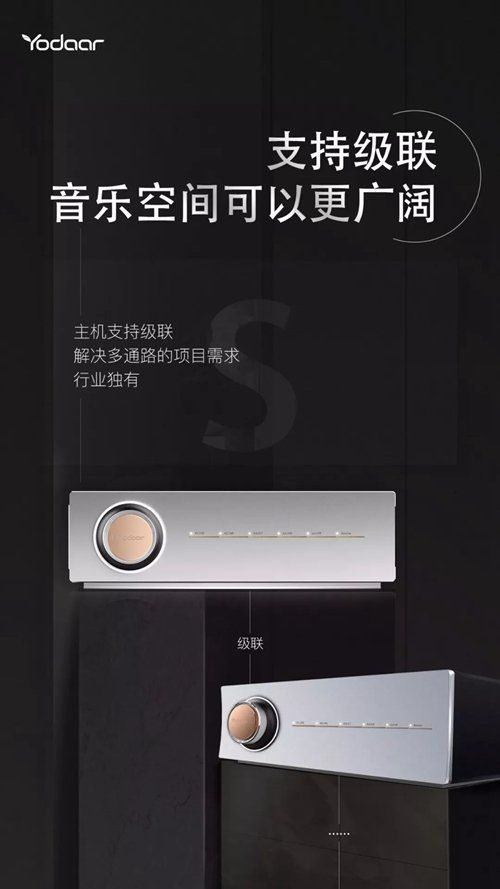 Yodaar
支持级联
音乐空间可以更广阔
S
主机支持级联
解决多通路的项目需求
行业独有
Yodaar
级联
......